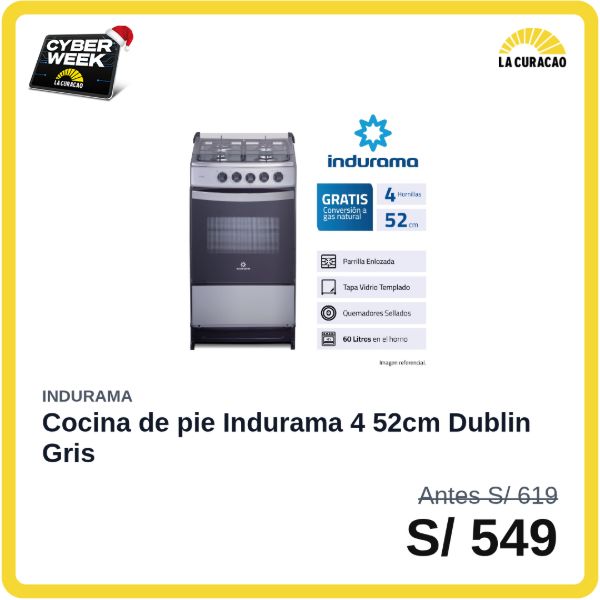 CYBER
WEEK
LA CURACAO
LA CURACAO
indurama
GRATIS
Conversión a
gas natural
4 Hornillas
52 cm
Parrilla Enlozada
Tapa Vidrio Templado
Quemadores Sellados
60 Litros en el horno
Imagen referencial.
indurama
INDURAMA
Cocina de pie Indurama 4 52cm Dublin
Gris
Antes S/ 619
S/ 549